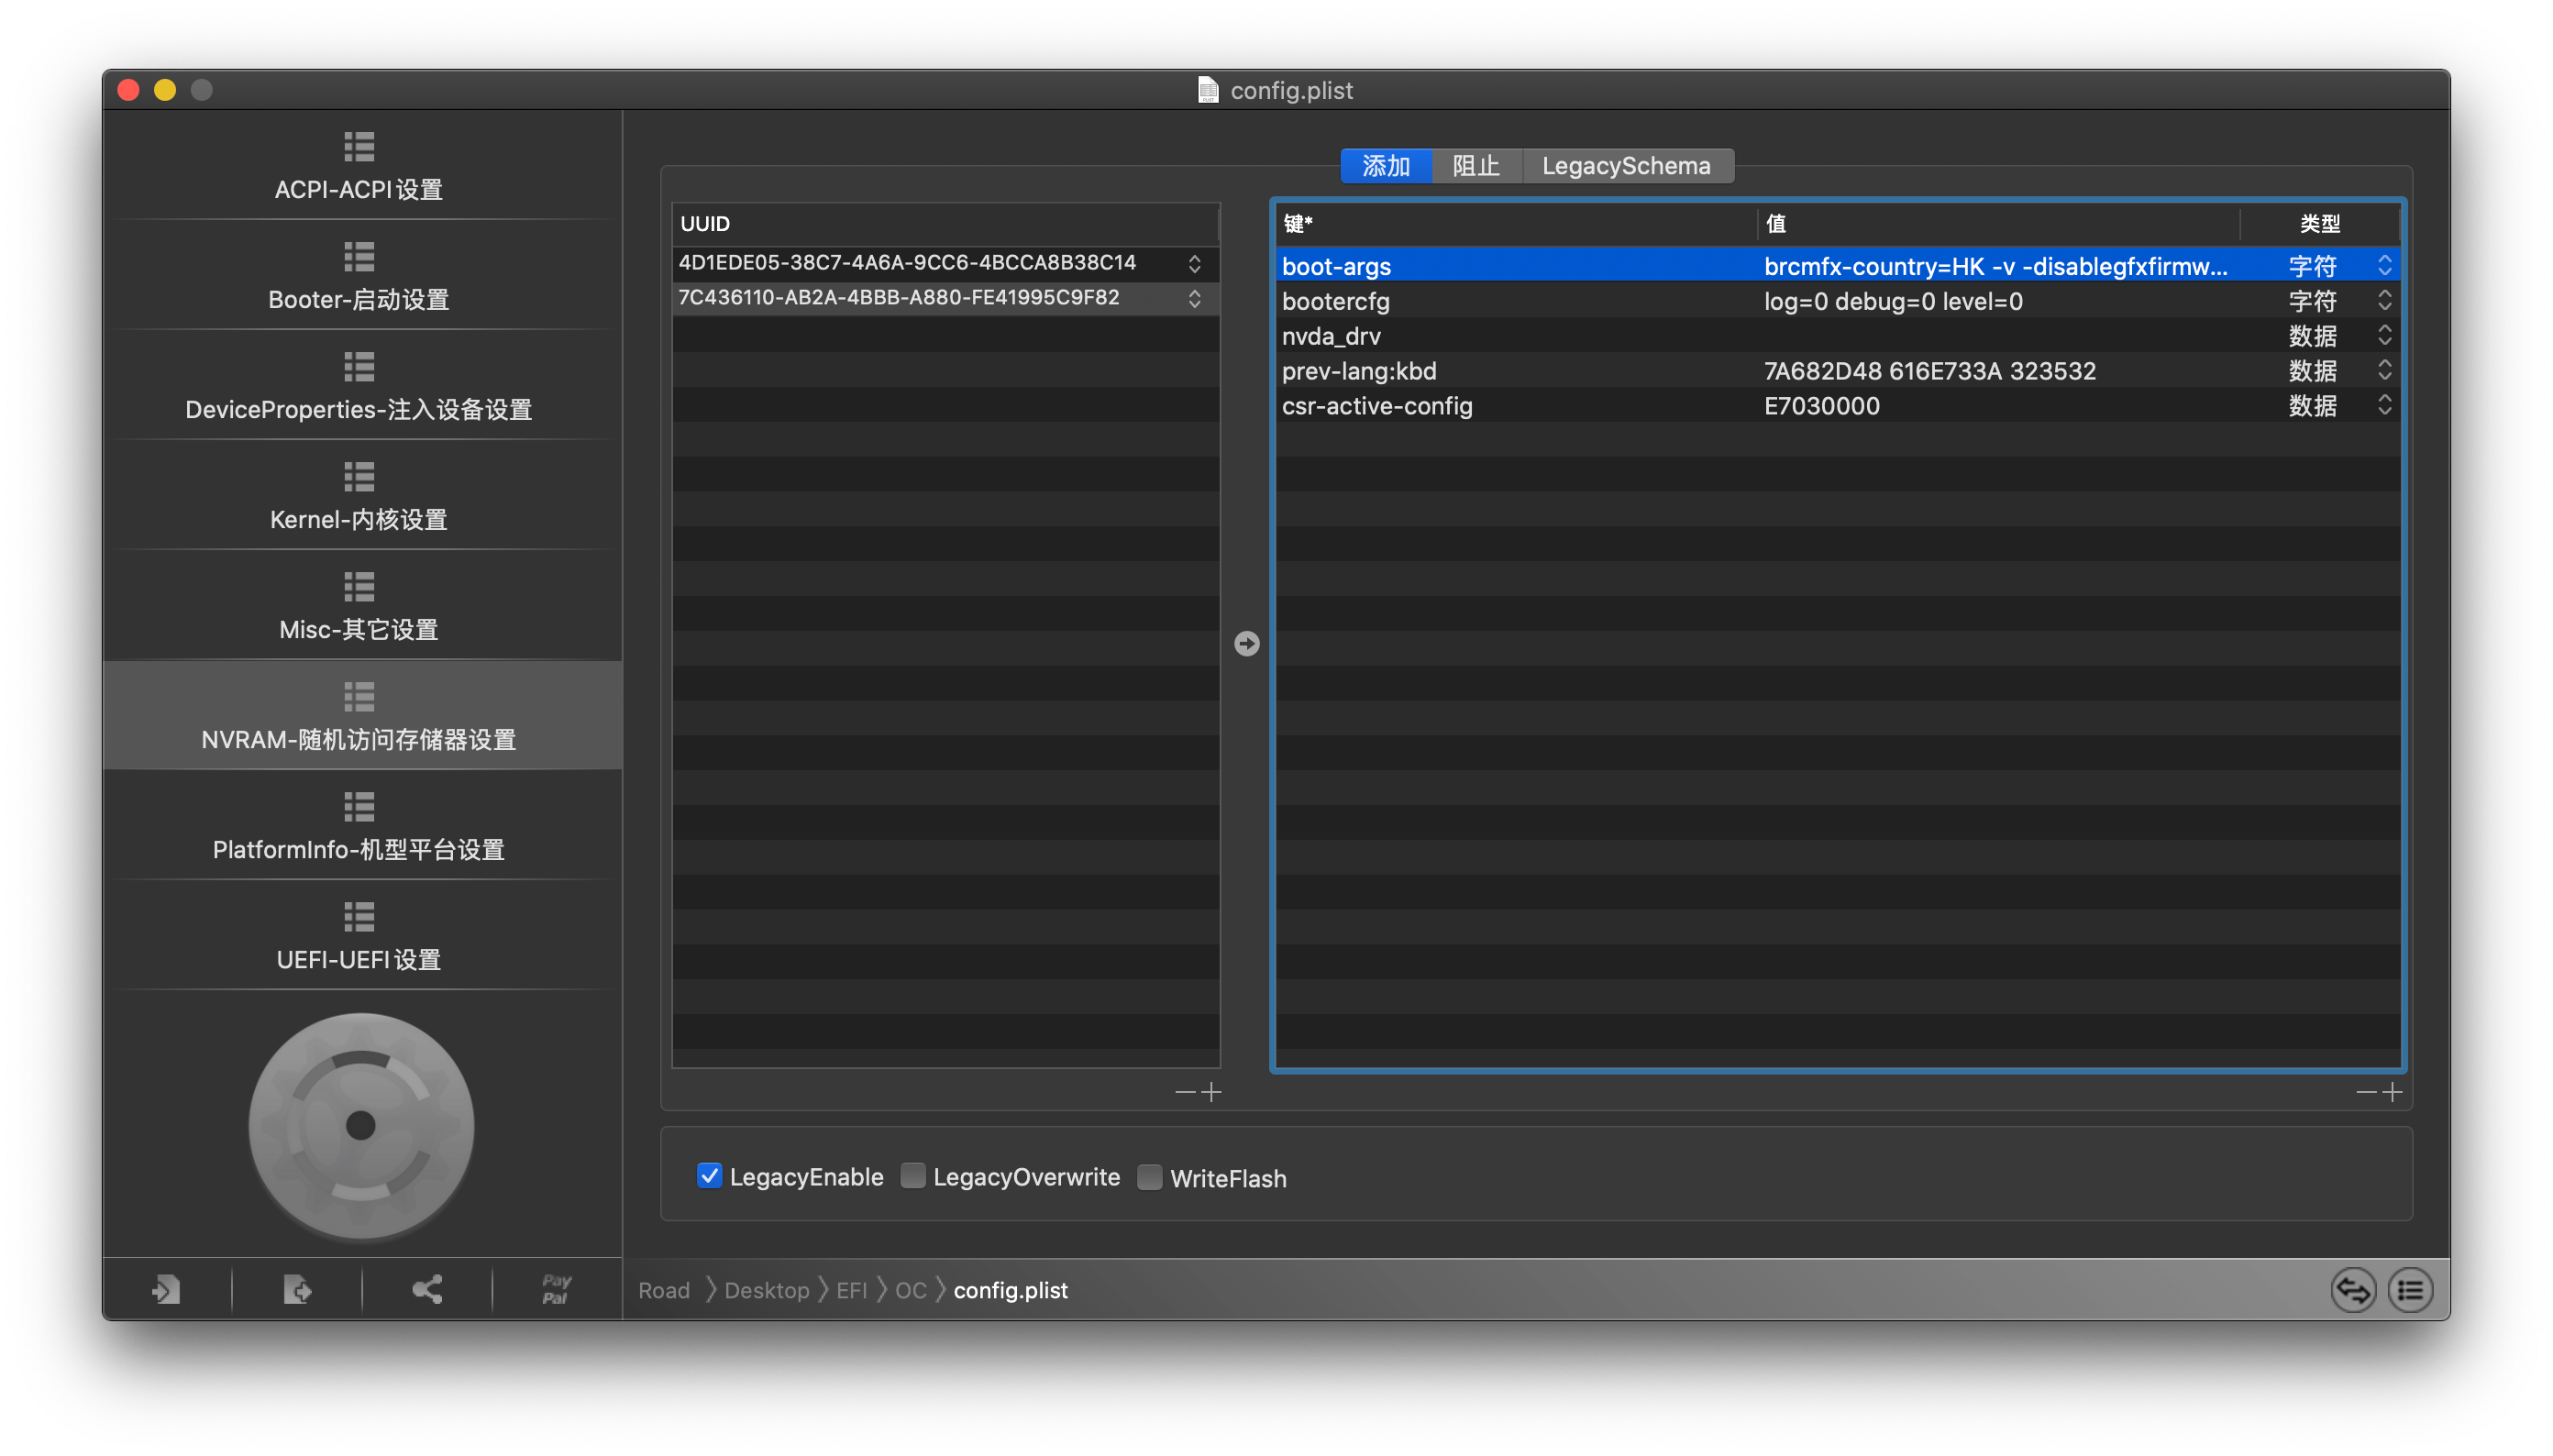 config.plist
ACPI-ACPI设置
Booter-启动设置
DeviceProperties-注入设备设置
Kernel-内核设置
Misc-其它设置
NVRAM-随机访问存储器设置
PlatformInfo-机型平台设置
UEFI-UEFI设置
Pay
Pal
添加 阻止 LegacySchema
UUID
4D1EDE05-38C7-4A6A-9CC6-4BCCA8B38C14
7C436110-AB2A-4BBB-A880-FE41995C9F82
键* 值 类型
boot-args brcmfx-country=HK -v -disablegfxfirmw... 字符
bootercfg log=0 debug=0 level=0 字符
nvda_drv 数据
prev-lang:kbd 7A682D48 616E733A 323532 数据
csr-active-config E7030000 数据
LegacyEnable LegacyOverwrite WriteFlash
Road Desktop EFI OC config.plist